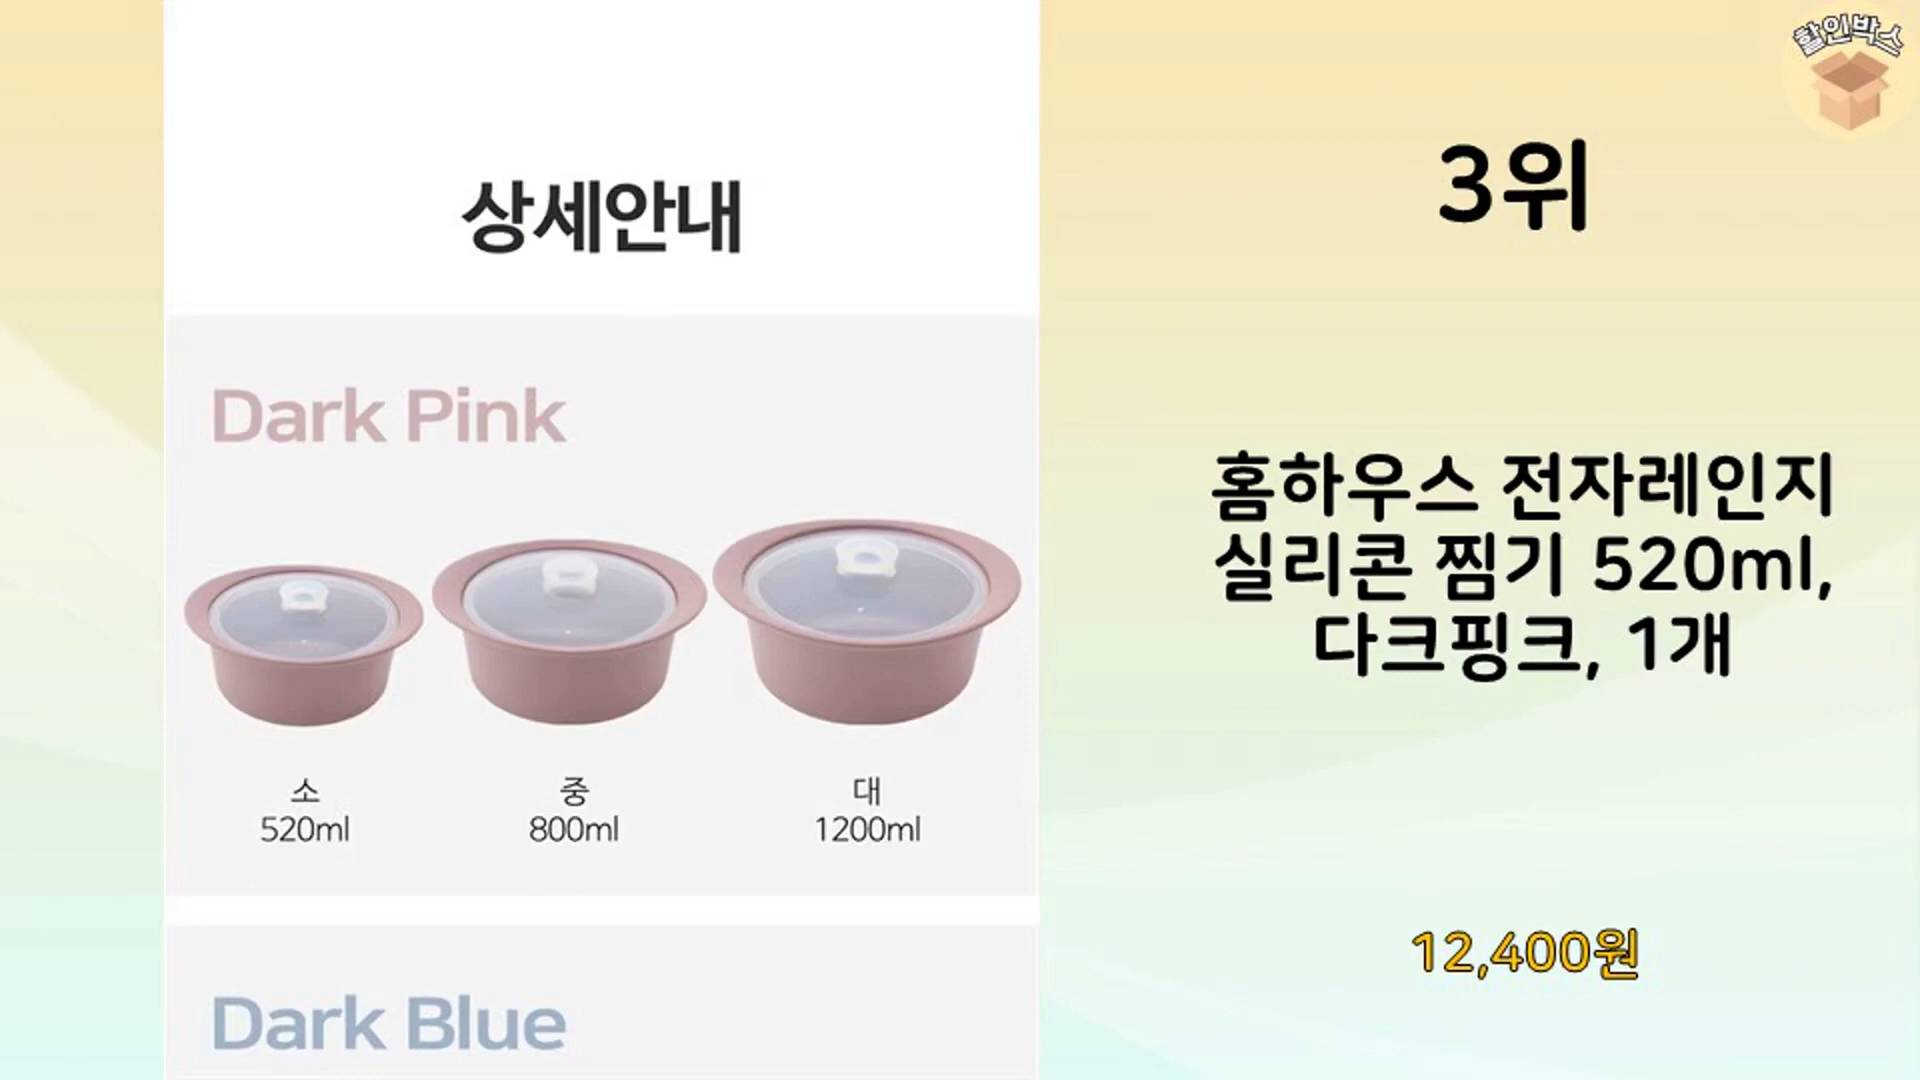 상세안내
Dark Pink
소
520ml
중
800ml
대
1200ml
Dark Blue
할인박스
3위
홈하우스 전자레인지
실리콘 찜기 520ml,
다크핑크, 1개
12,400원